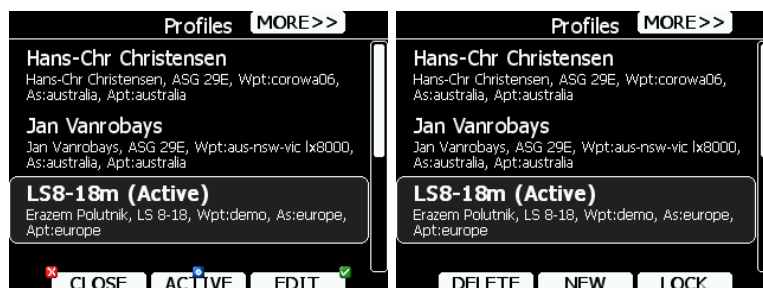 Profiles MORE>>
Hans-Chr Christensen
Hans-Chr Christensen, ASG 29E, Wpt:corowa06,
As:australia, Apt:australia
Jan Vanrobays
Jan Vanrobays, ASG 29E, Wpt:aus-nsw-vic lx8000,
As:australia, Apt:australia
LS8-18m (Active)
Erazem Polutnik, LS 8-18, Wpt:demo, As:europe,
Apt:europe
CLOSE ACTIVE EDIT
Profiles MORE>>
Hans-Chr Christensen
Hans-Chr Christensen, ASG 29E, Wpt:corowa06,
As:australia, Apt:australia
Jan Vanrobays
Jan Vanrobays, ASG 29E, Wpt:aus-nsw-vic lx8000,
As:australia, Apt:australia
LS8-18m (Active)
Erazem Polutnik, LS 8-18, Wpt:demo, As:europe,
Apt:europe
DELETE NEW LOCK